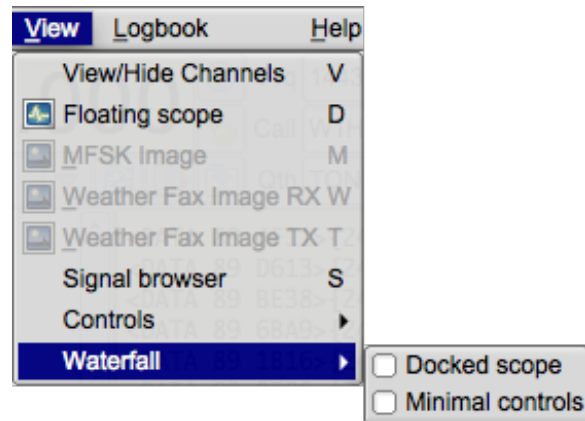 View Logbook Help
View/Hide Channels V
Floating scope D
MFSK Image M
Weather Fax Image RX W
Weather Fax Image TX T
Signal browser S
Controls
Waterfall
Docked scope
Minimal controls